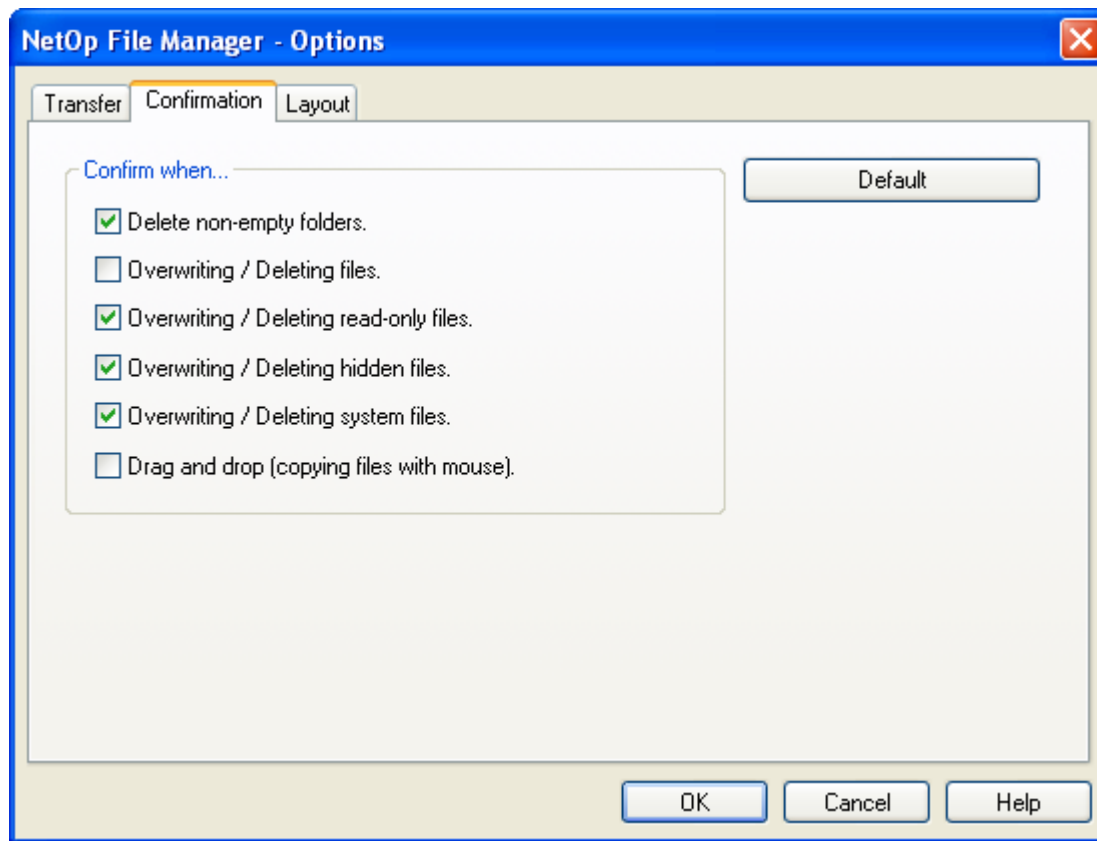 NetOp File Manager - Options
Transfer Confirmation Layout
Confirm when...
Default
Delete non-empty folders.
Overwriting / Deleting files.
Overwriting / Deleting read-only files.
Overwriting / Deleting hidden files.
Overwriting / Deleting system files.
Drag and drop (copying files with mouse).
OK Cancel Help